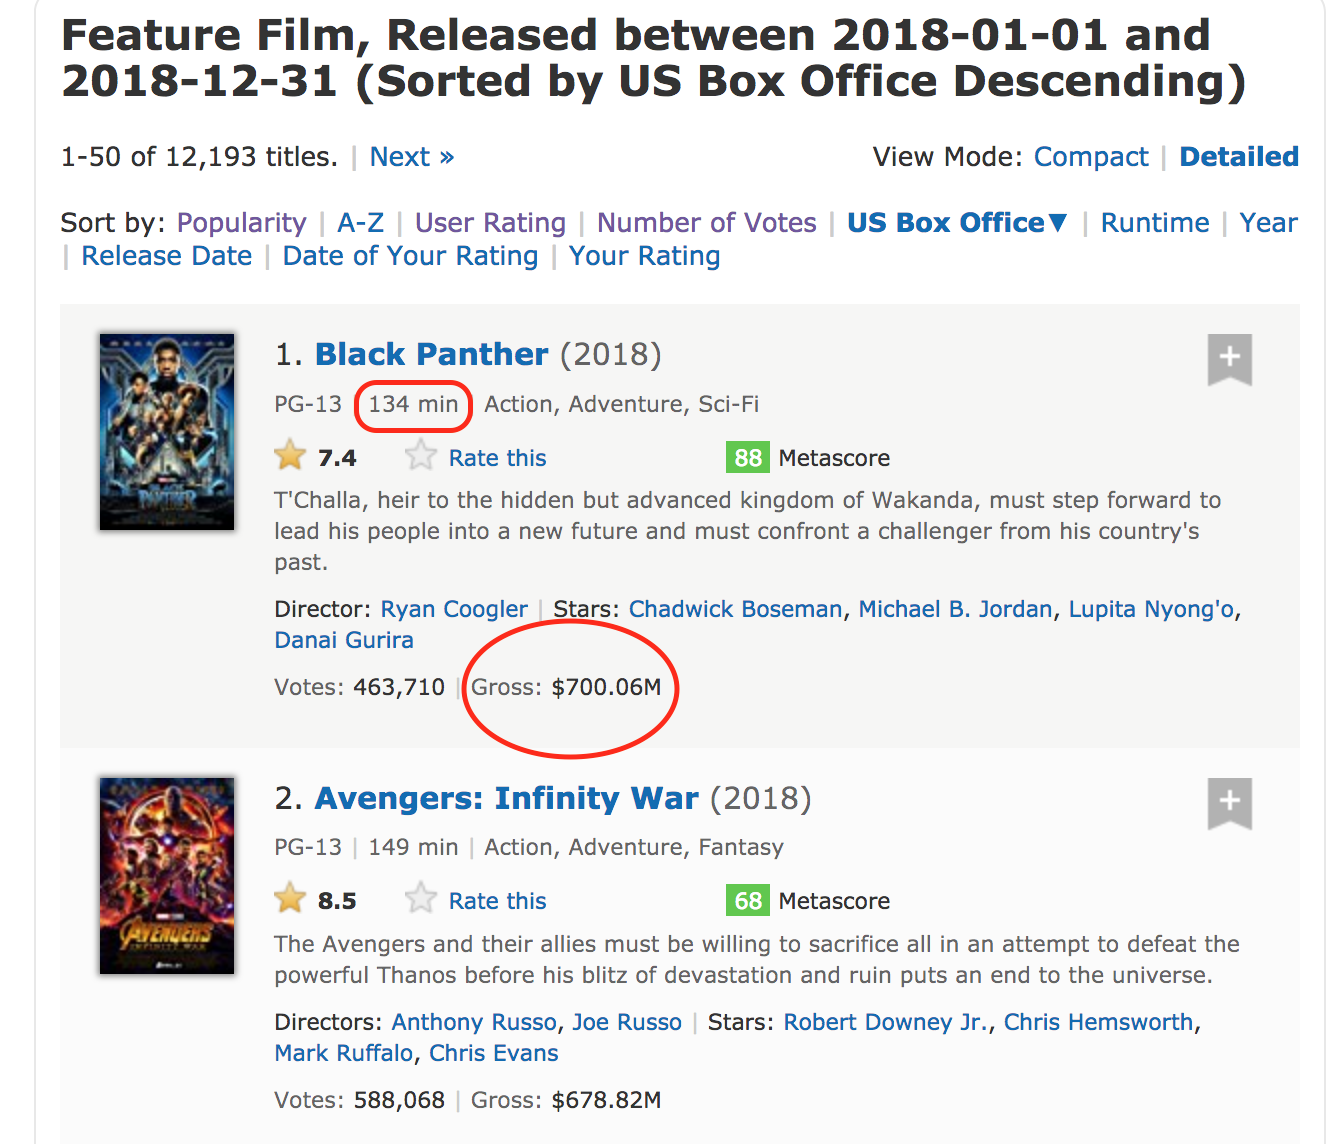 Feature Film, Released between 2018-01-01 and
2018-12-31 (Sorted by US Box Office Descending)
1-50 of 12,193 titles. | Next » View Mode: Compact | Detailed
Sort by: Popularity | A-Z | User Rating | Number of Votes | US Box Office▼ | Runtime | Year
| Release Date | Date of Your Rating | Your Rating
1. Black Panther (2018)
PG-13 134 min Action, Adventure, Sci-Fi
7.4 Rate this 88 Metascore
T'Challa, heir to the hidden but advanced kingdom of Wakanda, must step forward to
lead his people into a new future and must confront a challenger from his country's
past.
Director: Ryan Coogler | Stars: Chadwick Boseman, Michael B. Jordan, Lupita Nyong'o,
Danai Gurira
Votes: 463,710 | Gross: $700.06M
2. Avengers: Infinity War (2018)
PG-13 | 149 min | Action, Adventure, Fantasy
8.5 Rate this 68 Metascore
AVENGERS
INFINITY WAR
The Avengers and their allies must be willing to sacrifice all in an attempt to defeat the
powerful Thanos before his blitz of devastation and ruin puts an end to the universe.
Directors: Anthony Russo, Joe Russo | Stars: Robert Downey Jr., Chris Hemsworth,
Mark Ruffalo, Chris Evans
Votes: 588,068 | Gross: $678.82M